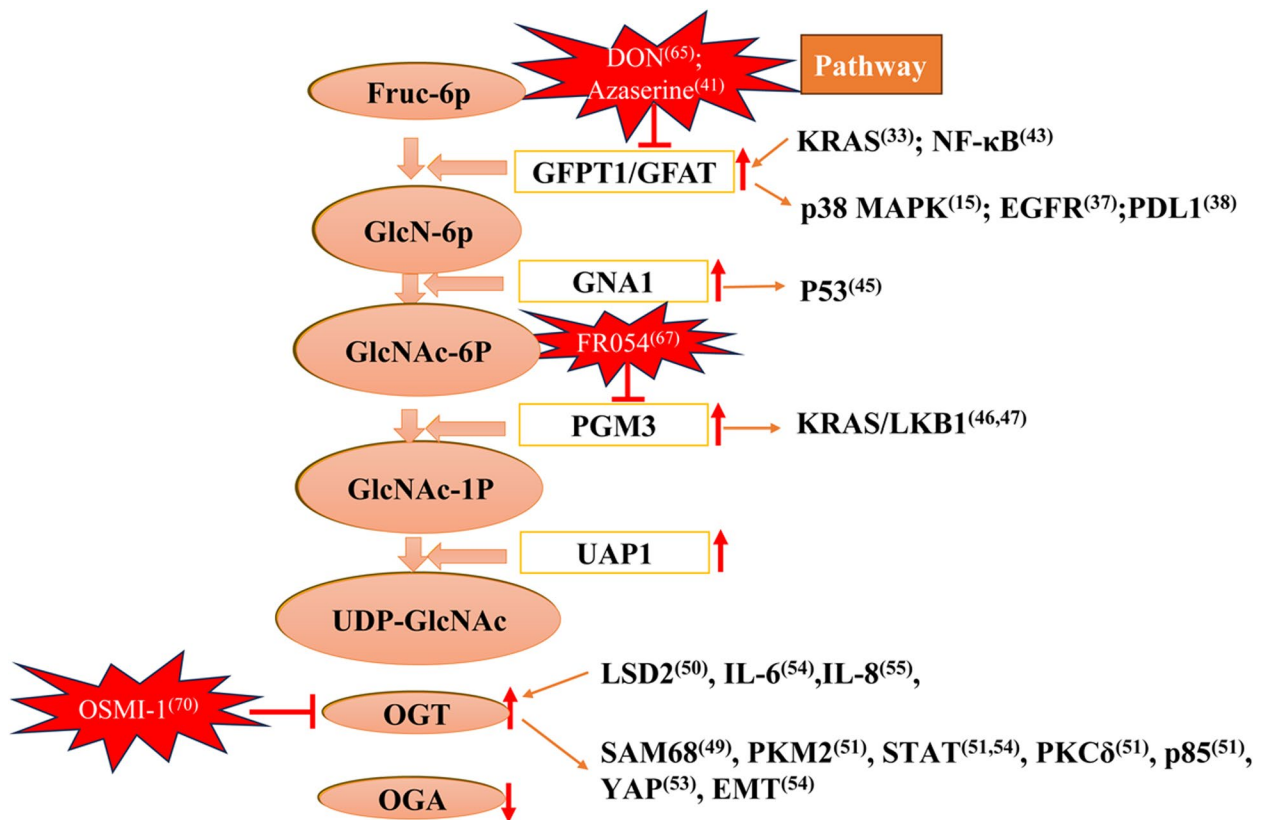 DON(65);
Azaserine(41)
Pathway
Fruc-6p
GFPT1/GFAT
KRAS(33); NF-κB(43)
p38 MAPK(15); EGFR(37);PDL1(38)
GlcN-6p
GNA1
P53(45)
GlcNAc-6P
FR054(67)
PGM3
KRAS/LKB1(46,47)
GlcNAc-1P
UAP1
UDP-GlcNAc
LSD2(50), IL-6(54),IL-8(55),
OSMI-1(70)
OGT
SAM68(49), PKM2(51), STAT(51,54), PKCδ(51), p85(51),
YAP(53), EMT(54)
OGA